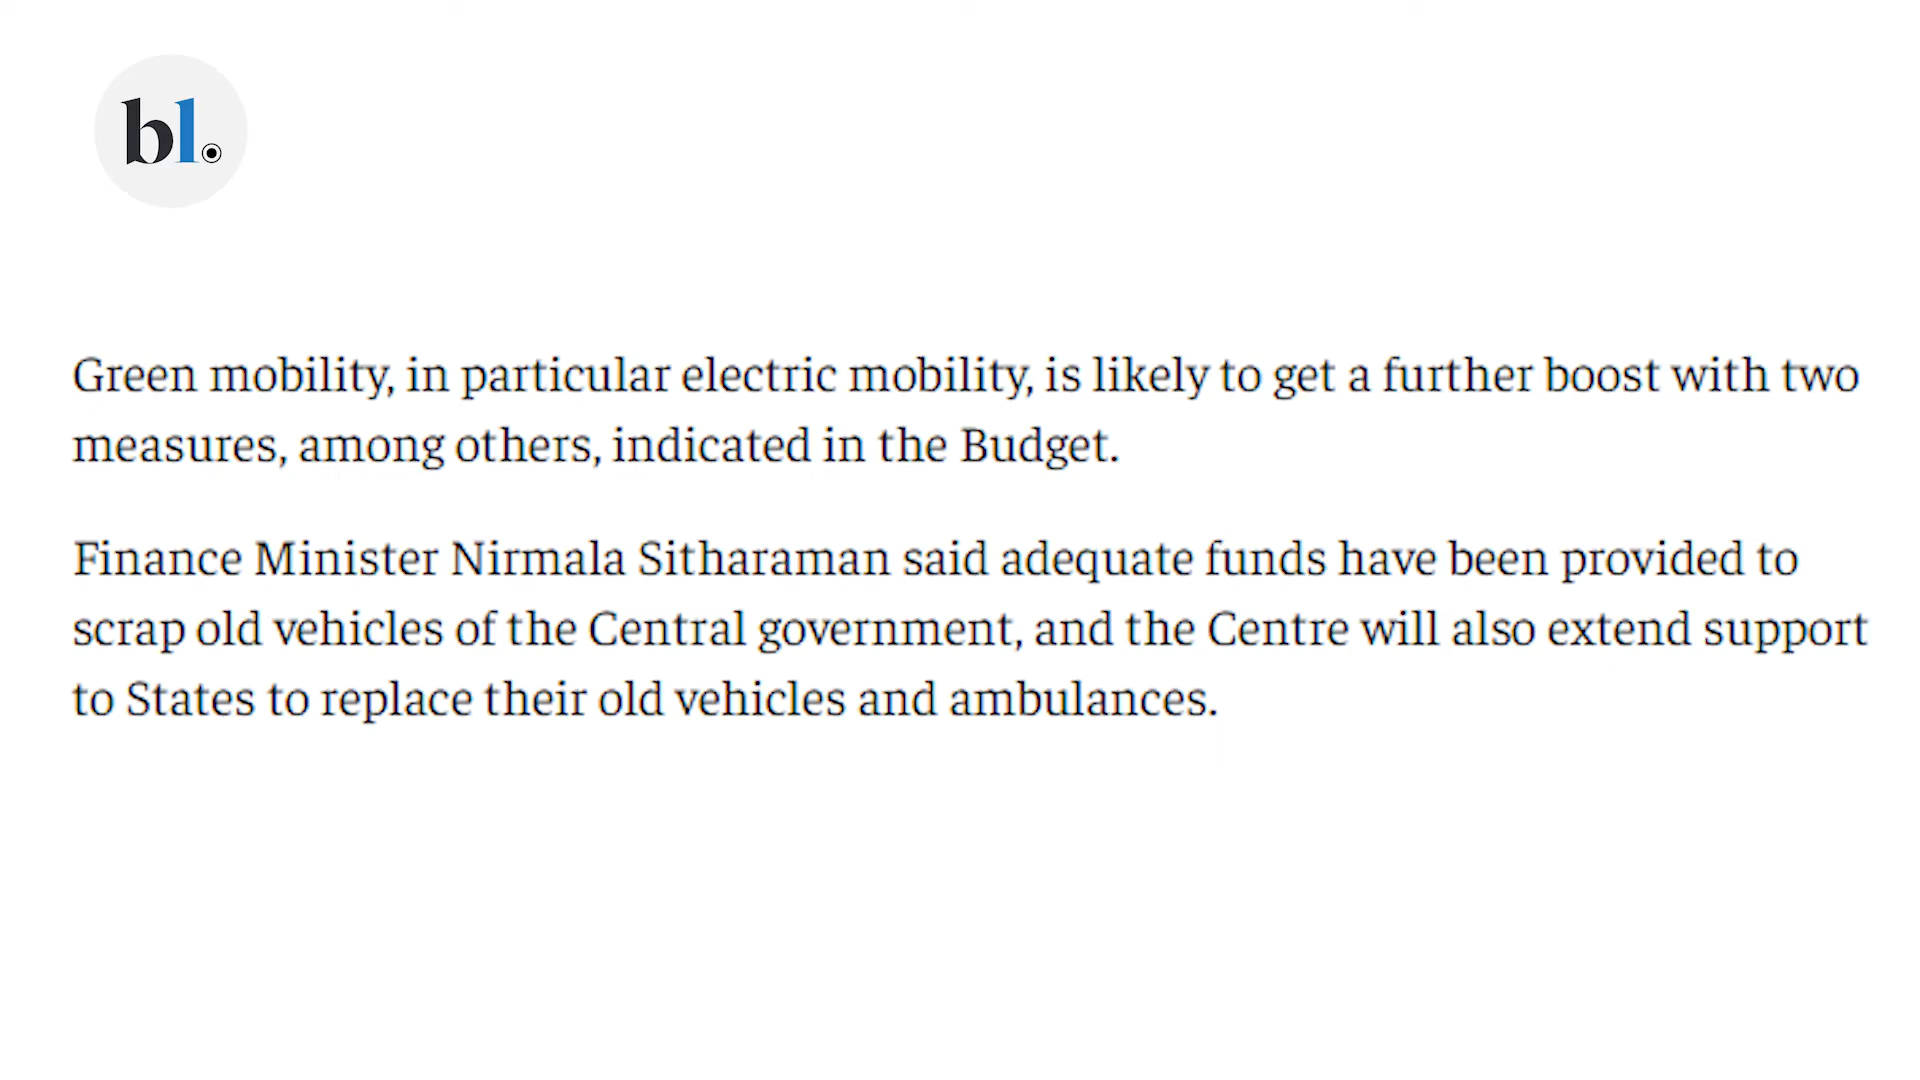 bl.
Green mobility, in particular electric mobility, is likely to get a further boost with two
measures, among others, indicated in the Budget.
Finance Minister Nirmala Sitharaman said adequate funds have been provided to
scrap old vehicles of the Central government, and the Centre will also extend support
to States to replace their old vehicles and ambulances.